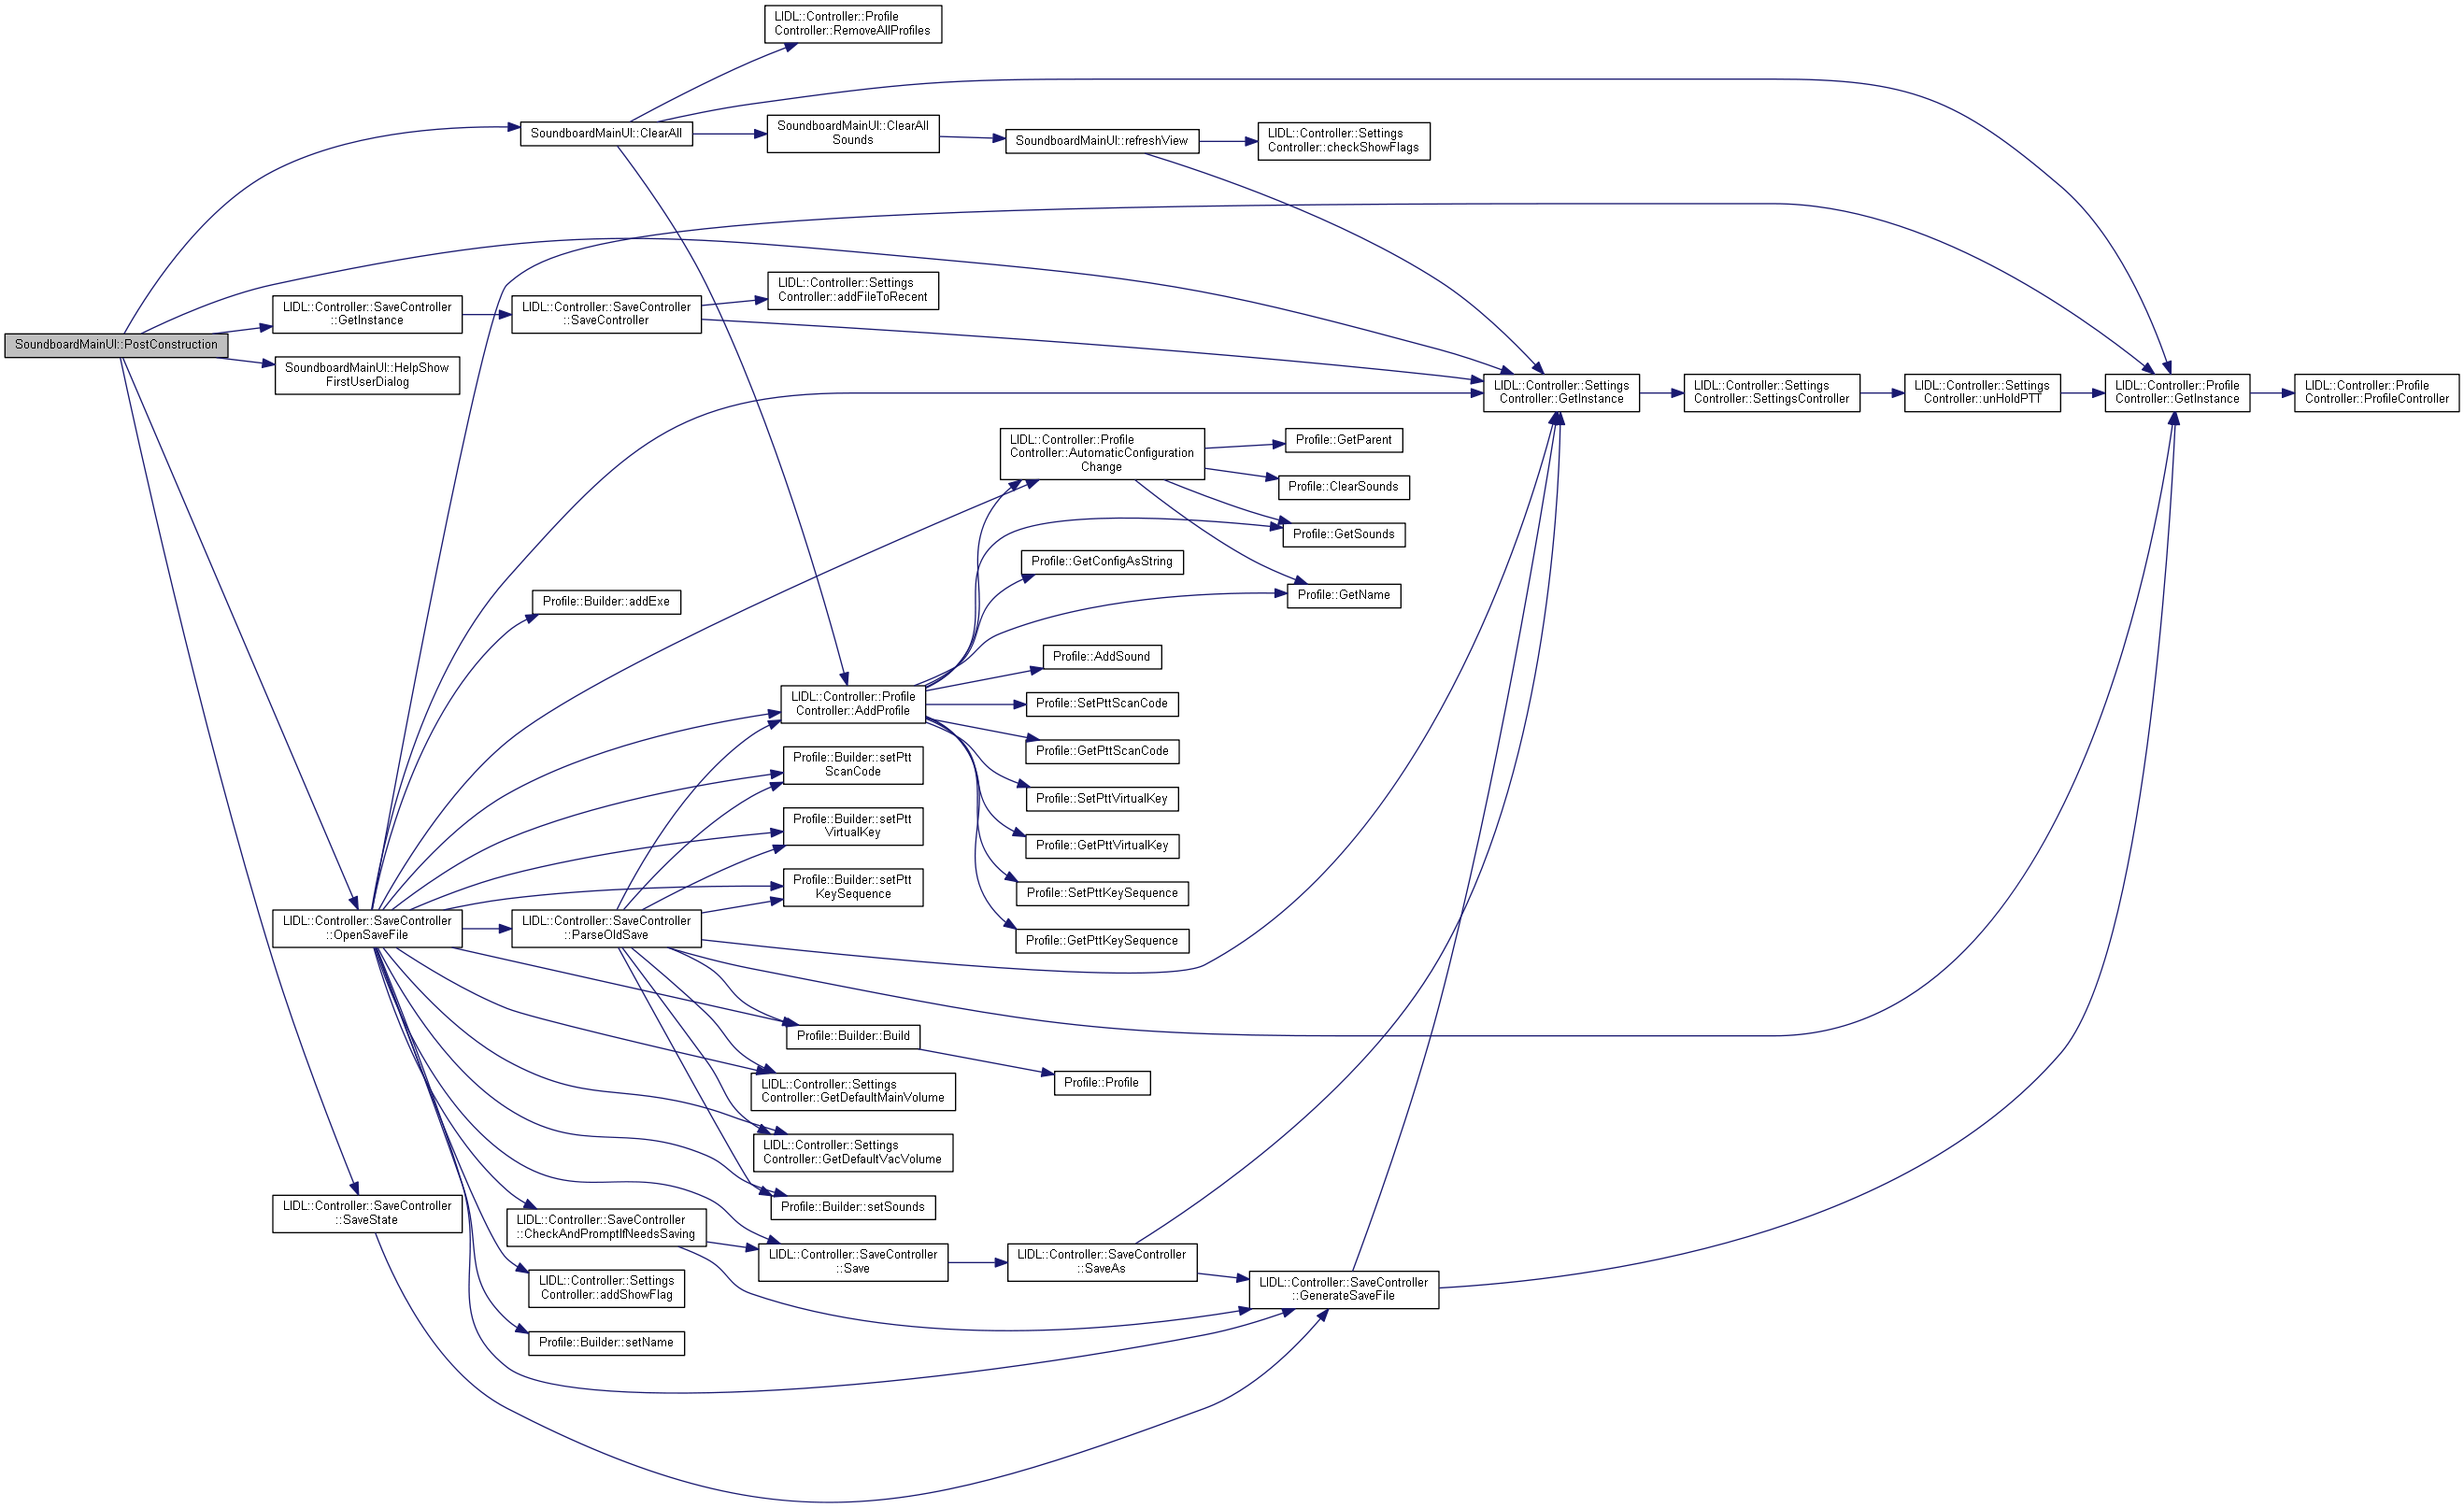 LIDL::Controller::Profile
Controller::RemoveAllProfiles
SoundboardMainUI::ClearAll
SoundboardMainUI::ClearAll
Sounds
SoundboardMainUI::refreshView
LIDL::Controller::Settings
Controller::checkShowFlags
LIDL::Controller::SaveController
::GetInstance
LIDL::Controller::SaveController
::SaveController
LIDL::Controller::Settings
Controller::addFileToRecent
SoundboardMainUI::PostConstruction
SoundboardMainUI::HelpShow
FirstUserDialog
LIDL::Controller::Settings
Controller::GetInstance
LIDL::Controller::Settings
Controller::SettingsController
LIDL::Controller::Settings
Controller::unHoldPTT
LIDL::Controller::Profile
Controller::GetInstance
LIDL::Controller::Profile
Controller::ProfileController
LIDL::Controller::Profile
Controller::AutomaticConfiguration
Change
Profile::GetParent
Profile::ClearSounds
Profile::GetSounds
Profile::GetConfigAsString
Profile::GetName
Profile::Builder::addExe
Profile::AddSound
LIDL::Controller::Profile
Controller::AddProfile
Profile::SetPttScanCode
Profile::GetPttScanCode
Profile::Builder::setPtt
ScanCode
Profile::SetPttVirtualKey
Profile::Builder::setPtt
VirtualKey
Profile::GetPttVirtualKey
Profile::Builder::setPtt
KeySequence
Profile::SetPttKeySequence
Profile::GetPttKeySequence
LIDL::Controller::SaveController
::OpenSaveFile
LIDL::Controller::SaveController
::ParseOldSave
Profile::Builder::Build
Profile::Profile
LIDL::Controller::Settings
Controller::GetDefaultMainVolume
LIDL::Controller::Settings
Controller::GetDefaultVacVolume
Profile::Builder::setSounds
LIDL::Controller::SaveController
::SaveState
LIDL::Controller::SaveController
::CheckAndPromptIfNeedsSaving
LIDL::Controller::SaveController
::Save
LIDL::Controller::SaveController
::SaveAs
LIDL::Controller::SaveController
::GenerateSaveFile
LIDL::Controller::Settings
Controller::addShowFlag
Profile::Builder::setName